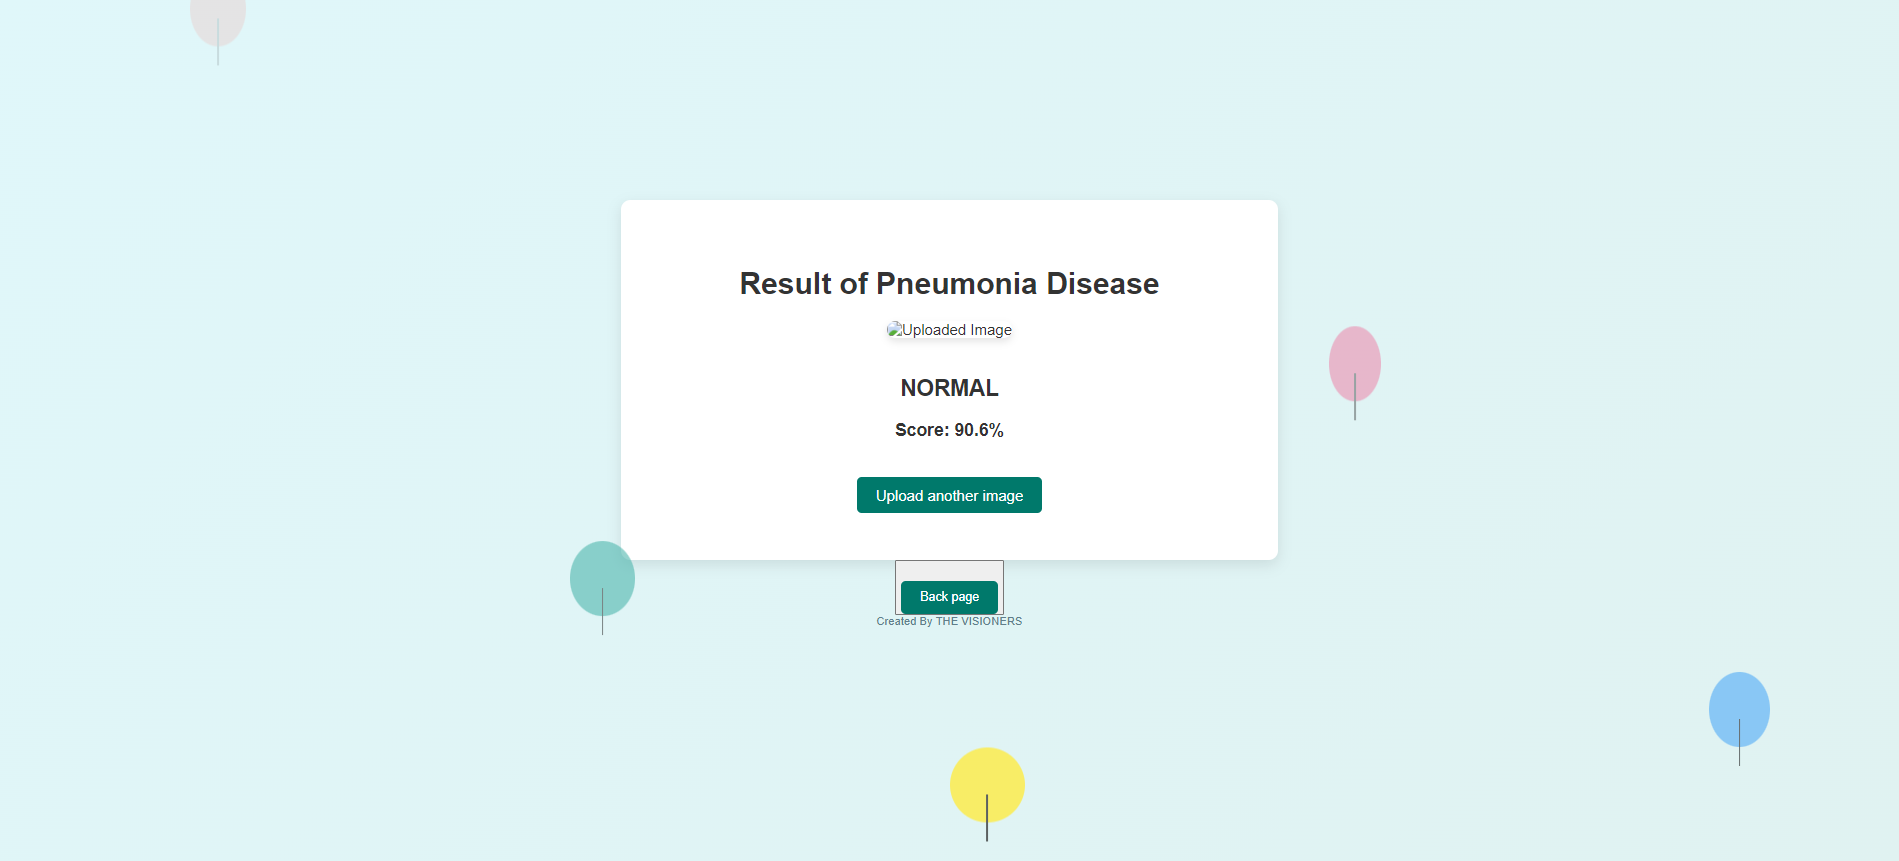 Result of Pneumonia Disease
Uploaded Image
NORMAL
Score: 90.6%
Upload another image
Back page
Created By THE VISIONERS